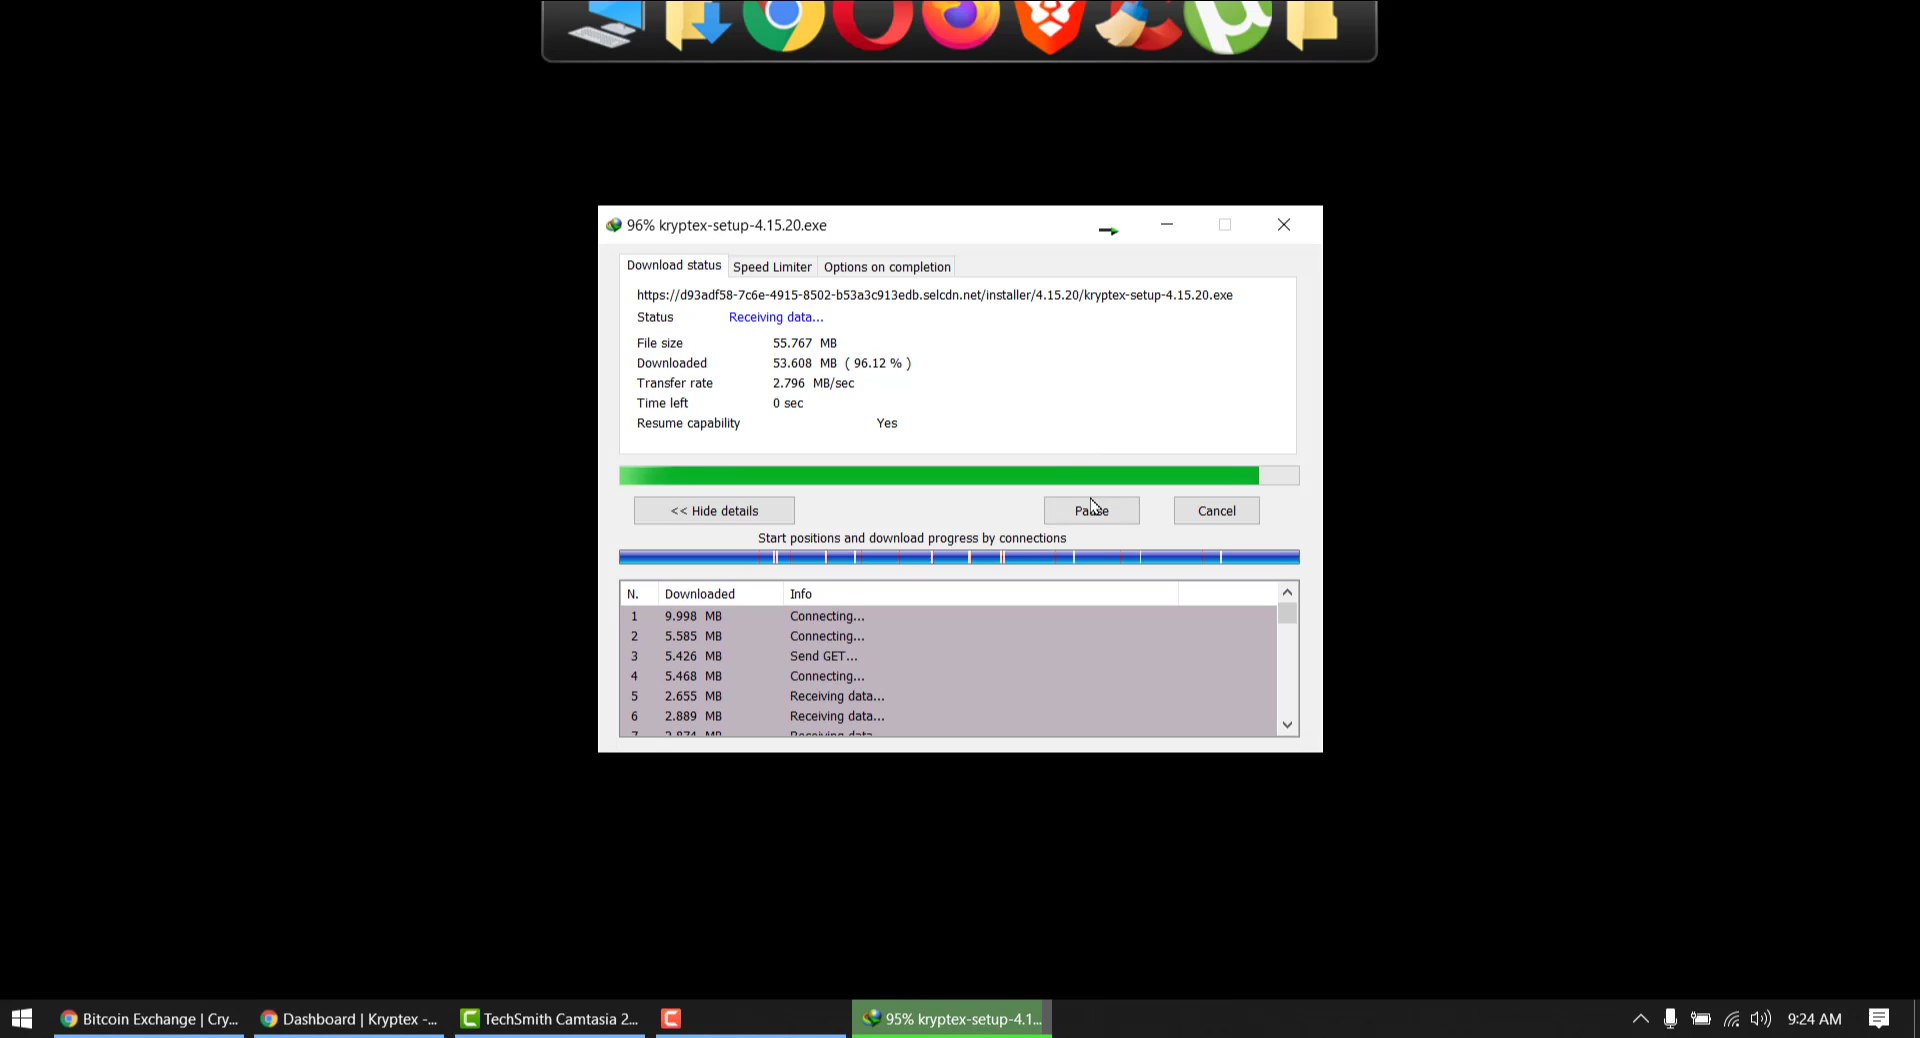 96% kryptex-setup-4.15.20.exe
Download status
Speed Limiter
Options on completion
https://d93adf58-7c6e-4915-8502-b53a3c913edb.selcdn.net/installer/4.15.20/kryptex-setup-4.15.20.exe
Status Receiving data...
File size 55.767 MB
Downloaded 53.608 MB ( 96.12 % )
Transfer rate 2.796 MB/sec
Time left 0 sec
Resume capability Yes
<< Hide details
Pause
Cancel
Start positions and download progress by connections
N. Downloaded Info
1 9.998 MB Connecting...
2 5.585 MB Connecting...
3 5.426 MB Send GET...
4 5.468 MB Connecting...
5 2.655 MB Receiving data...
6 2.889 MB Receiving data...
7 2.874 MB Receiving data...
Bitcoin Exchange | Cry...
Dashboard | Kryptex -...
TechSmith Camtasia 2...
95% kryptex-setup-4.1...
9:24 AM